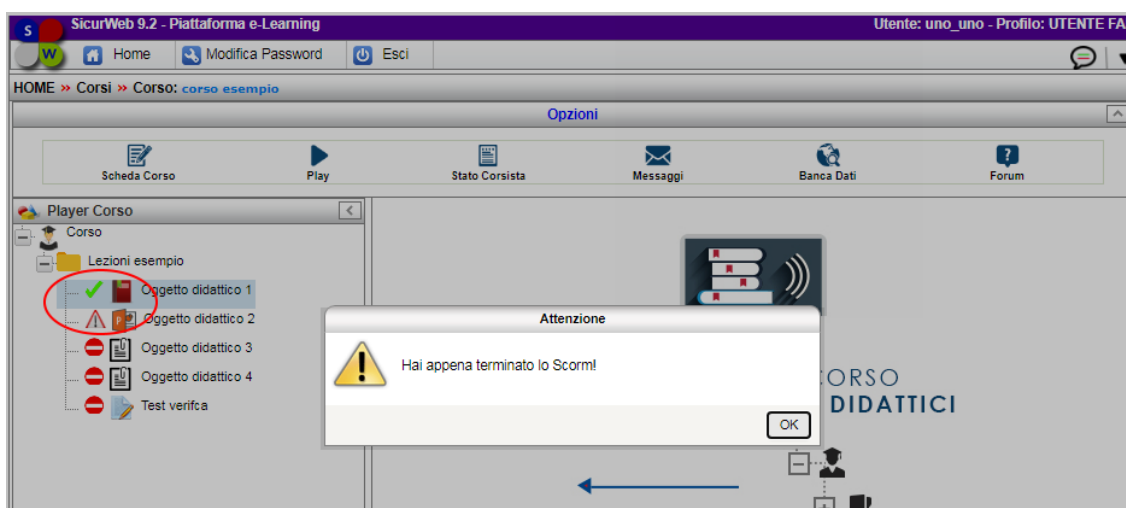 S
W
SicurWeb 9.2 - Piattaforma e-Learning
Utente: uno_uno - Profilo: UTENTE FA
Home
Modifica Password
Esci
HOME » Corsi » Corso: corso esempio
Opzioni
Scheda Corso
Play
Stato Corsista
Messaggi
Banca Dati
Forum
Player Corso
Corso
Lezioni esempio
Oggetto didattico 1
Oggetto didattico 2
Oggetto didattico 3
Oggetto didattico 4
Test verifca
Attenzione
Hai appena terminato lo Scorm!
OK
ORSO
DIDATTICI